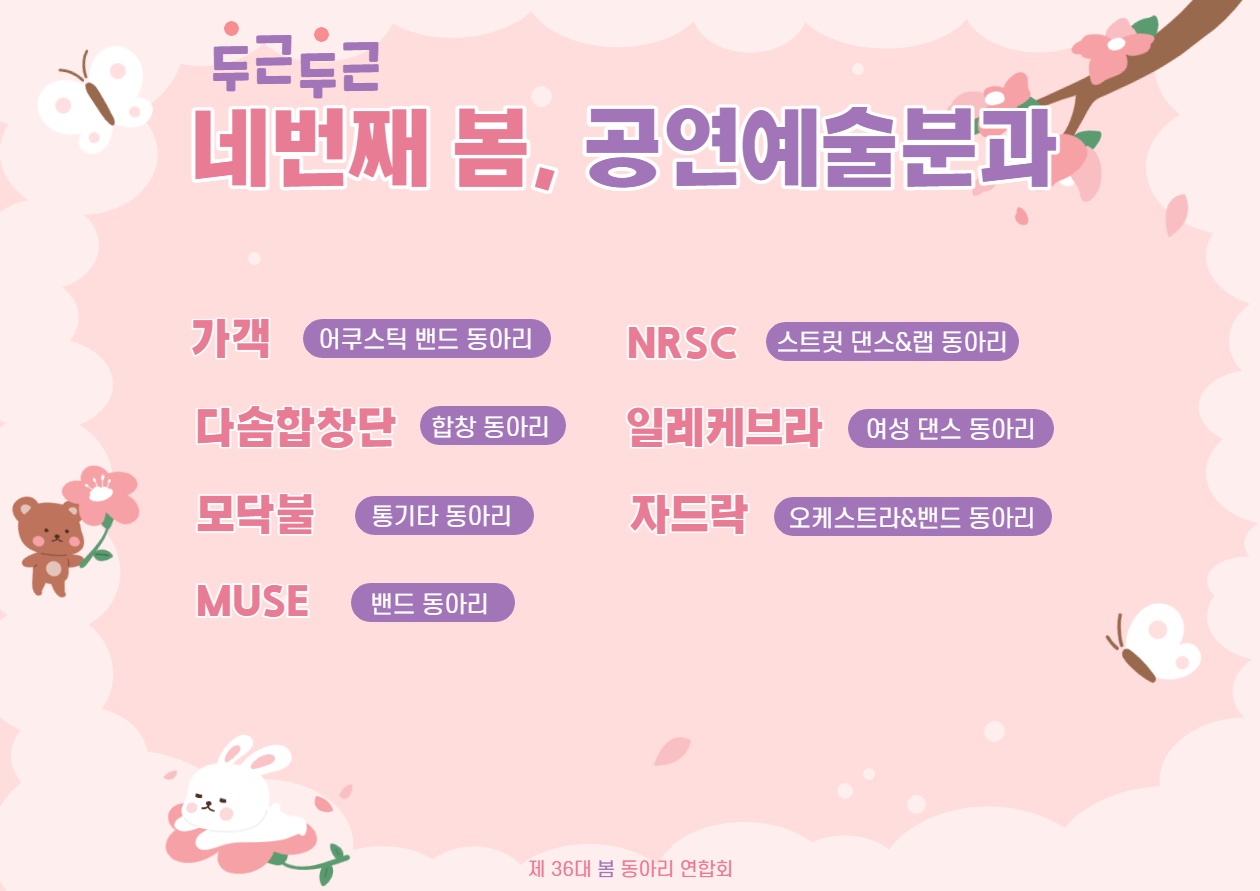 두근두근
네번째 봄, 공연예술분과
가객 어쿠스틱 밴드 동아리
다솜합창단 합창 동아리
모닥불 통기타 동아리
MUSE 밴드 동아리
NRSC 스트릿 댄스&랩 동아리
일레케브라 여성 댄스 동아리
자드락 오케스트라&밴드 동아리
제 36대 봄 동아리 연합회